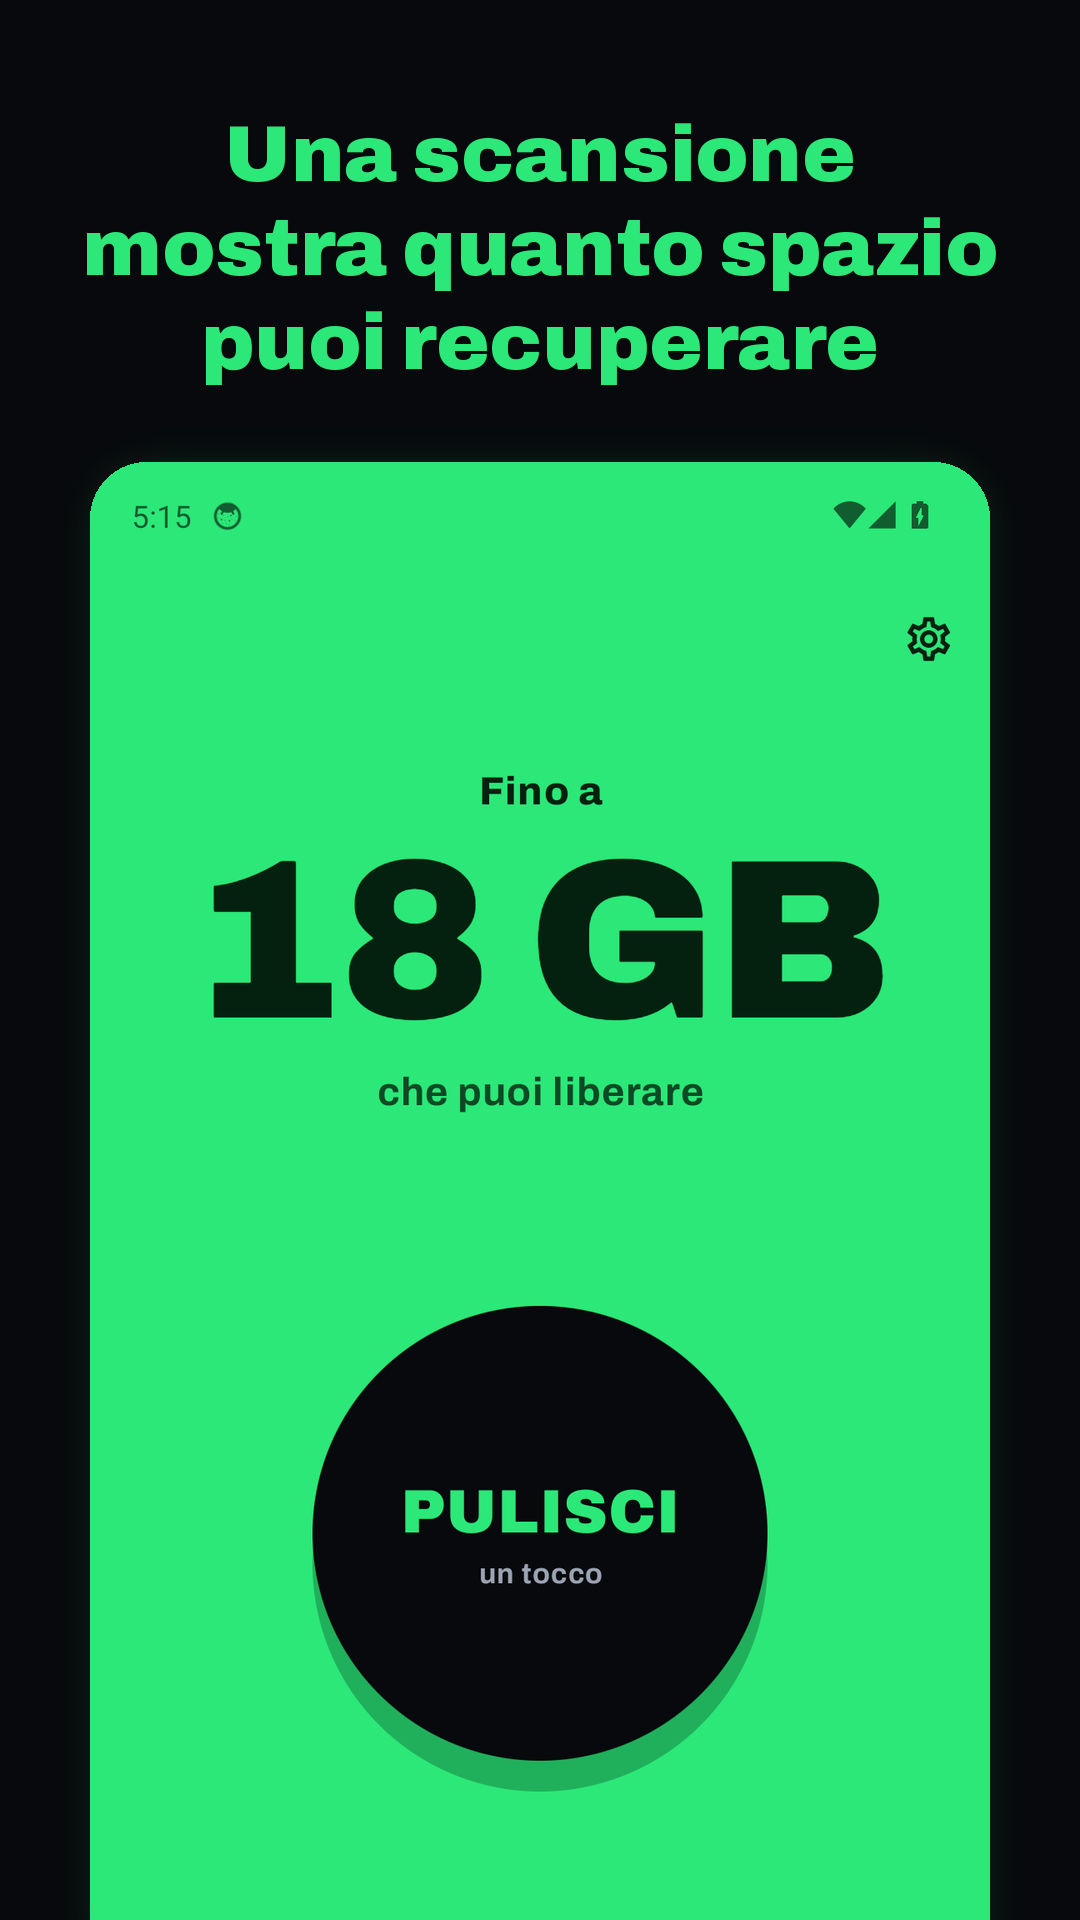 Una scansione
mostra quanto spazio
puoi recuperare
5:15
Fino a
18 GB
che puoi liberare
PULISCI
un tocco